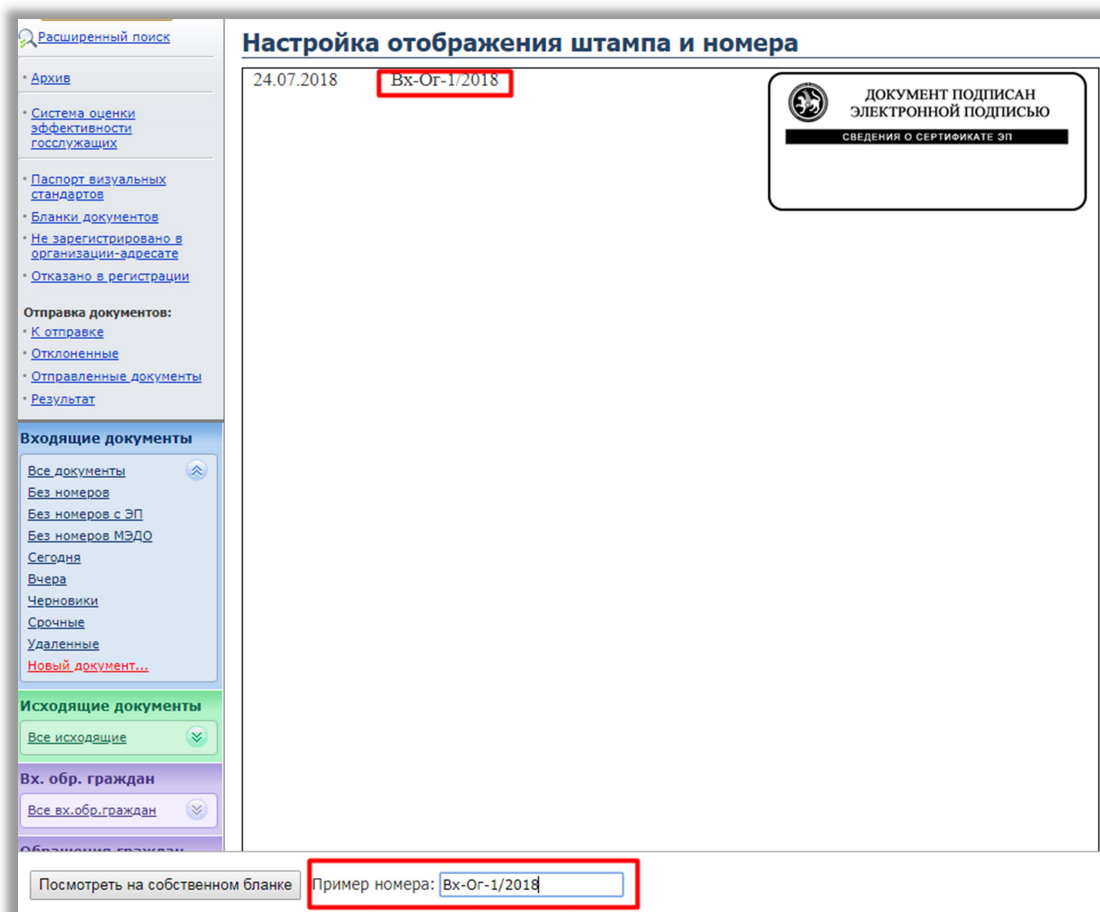 Расширенный поиск
Архив
Система оценки
эффективности
госслужащих
Паспорт визуальных
стандартов
Бланки документов
Не зарегистрировано в
организации-адресате
Отказано в регистрации
Отправка документов:
К отправке
Отклоненные
Отправленные документы
Результат
Входящие документы
Все документы
Без номеров
Без номеров с ЭП
Без номеров МЭДО
Сегодня
Вчера
Черновики
Срочные
Удаленные
Новый документ...
Исходящие документы
Все исходящие
Вх. обр. граждан
Все вх.обр.граждан
Обращения граждан
Настройка отображения штампа и номера
24.07.2018 Вх-Ог-1/2018
ДОКУМЕНТ ПОДПИСАН
ЭЛЕКТРОННОЙ ПОДПИСЬЮ
СВЕДЕНИЯ О СЕРТИФИКАТЕ ЭП
Посмотреть на собственном бланке Пример номера: Вх-Ог-1/2018